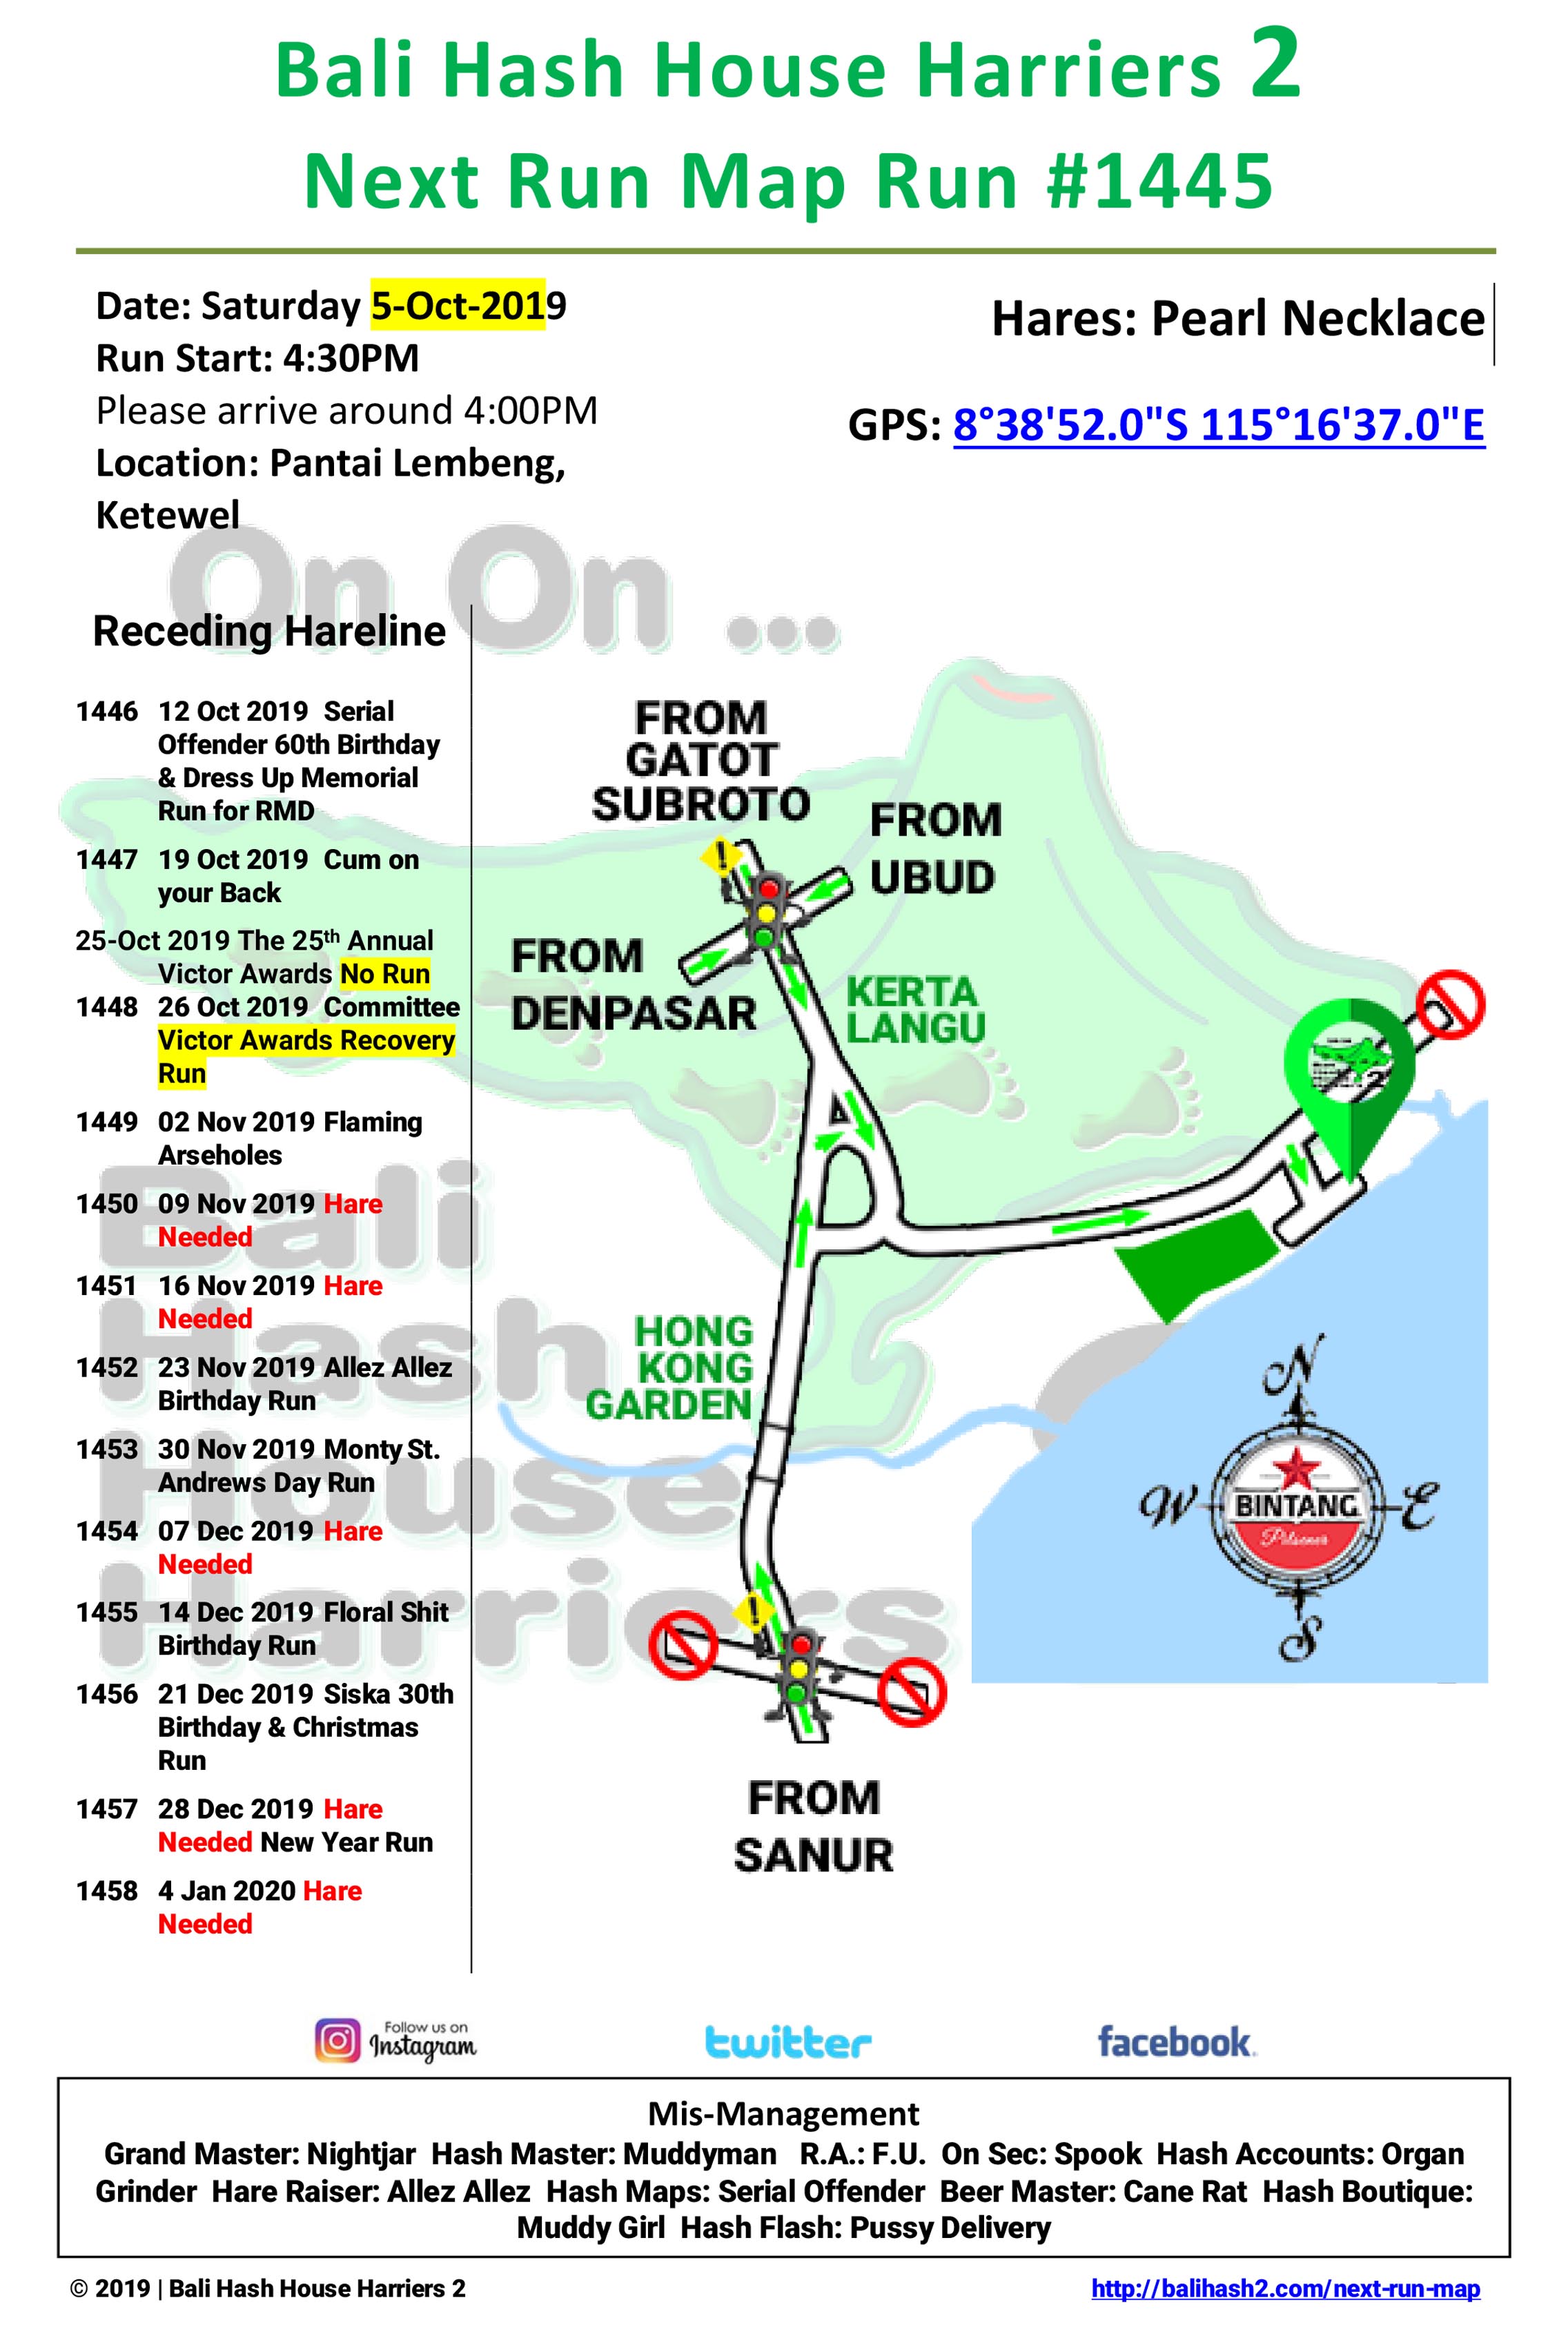 Bali Hash House Harriers 2
Next Run Map Run #1445
Date: Saturday 5-Oct-2019
Run Start: 4:30PM
Please arrive around 4:00PM
Location: Pantai Lembeng,
Ketewel
Hares: Pearl Necklace
GPS: 8°38'52.0"S 115°16'37.0"E
On On ...
Receding Hareline
1446 12 Oct 2019 Serial
Offender 60th Birthday
& Dress Up Memorial
Run for RMD
1447 19 Oct 2019 Cum on
your Back
25-Oct 2019 The 25th Annual
Victor Awards No Run
1448 26 Oct 2019 Committee
Victor Awards Recovery
Run
1449 02 Nov 2019 Flaming
Arseholes
1450 09 Nov 2019 Hare
Needed
1451 16 Nov 2019 Hare
Needed
1452 23 Nov 2019 Allez Allez
Birthday Run
1453 30 Nov 2019 Monty St.
Andrews Day Run
1454 07 Dec 2019 Hare
Needed
1455 14 Dec 2019 Floral Shit
Birthday Run
1456 21 Dec 2019 Siska 30th
Birthday & Christmas
Run
1457 28 Dec 2019 Hare
Needed New Year Run
1458 4 Jan 2020 Hare
Needed
Bali
Hash
House
Harriers
FROM
GATOT
SUBROTO
FROM
UBUD
FROM
DENPASAR
KERTA
LANGU
2
HONG
KONG
GARDEN
N
W
BINTANG
Pilsener
E
S
FROM
SANUR
Follow us on
Instagram
twitter
facebook
Mis-Management
Grand Master: Nightjar Hash Master: Muddyman R.A.: F.U. On Sec: Spook Hash Accounts: Organ
Grinder Hare Raiser: Allez Allez Hash Maps: Serial Offender Beer Master: Cane Rat Hash Boutique:
Muddy Girl Hash Flash: Pussy Delivery
© 2019 | Bali Hash House Harriers 2
http://balihash2.com/next-run-map